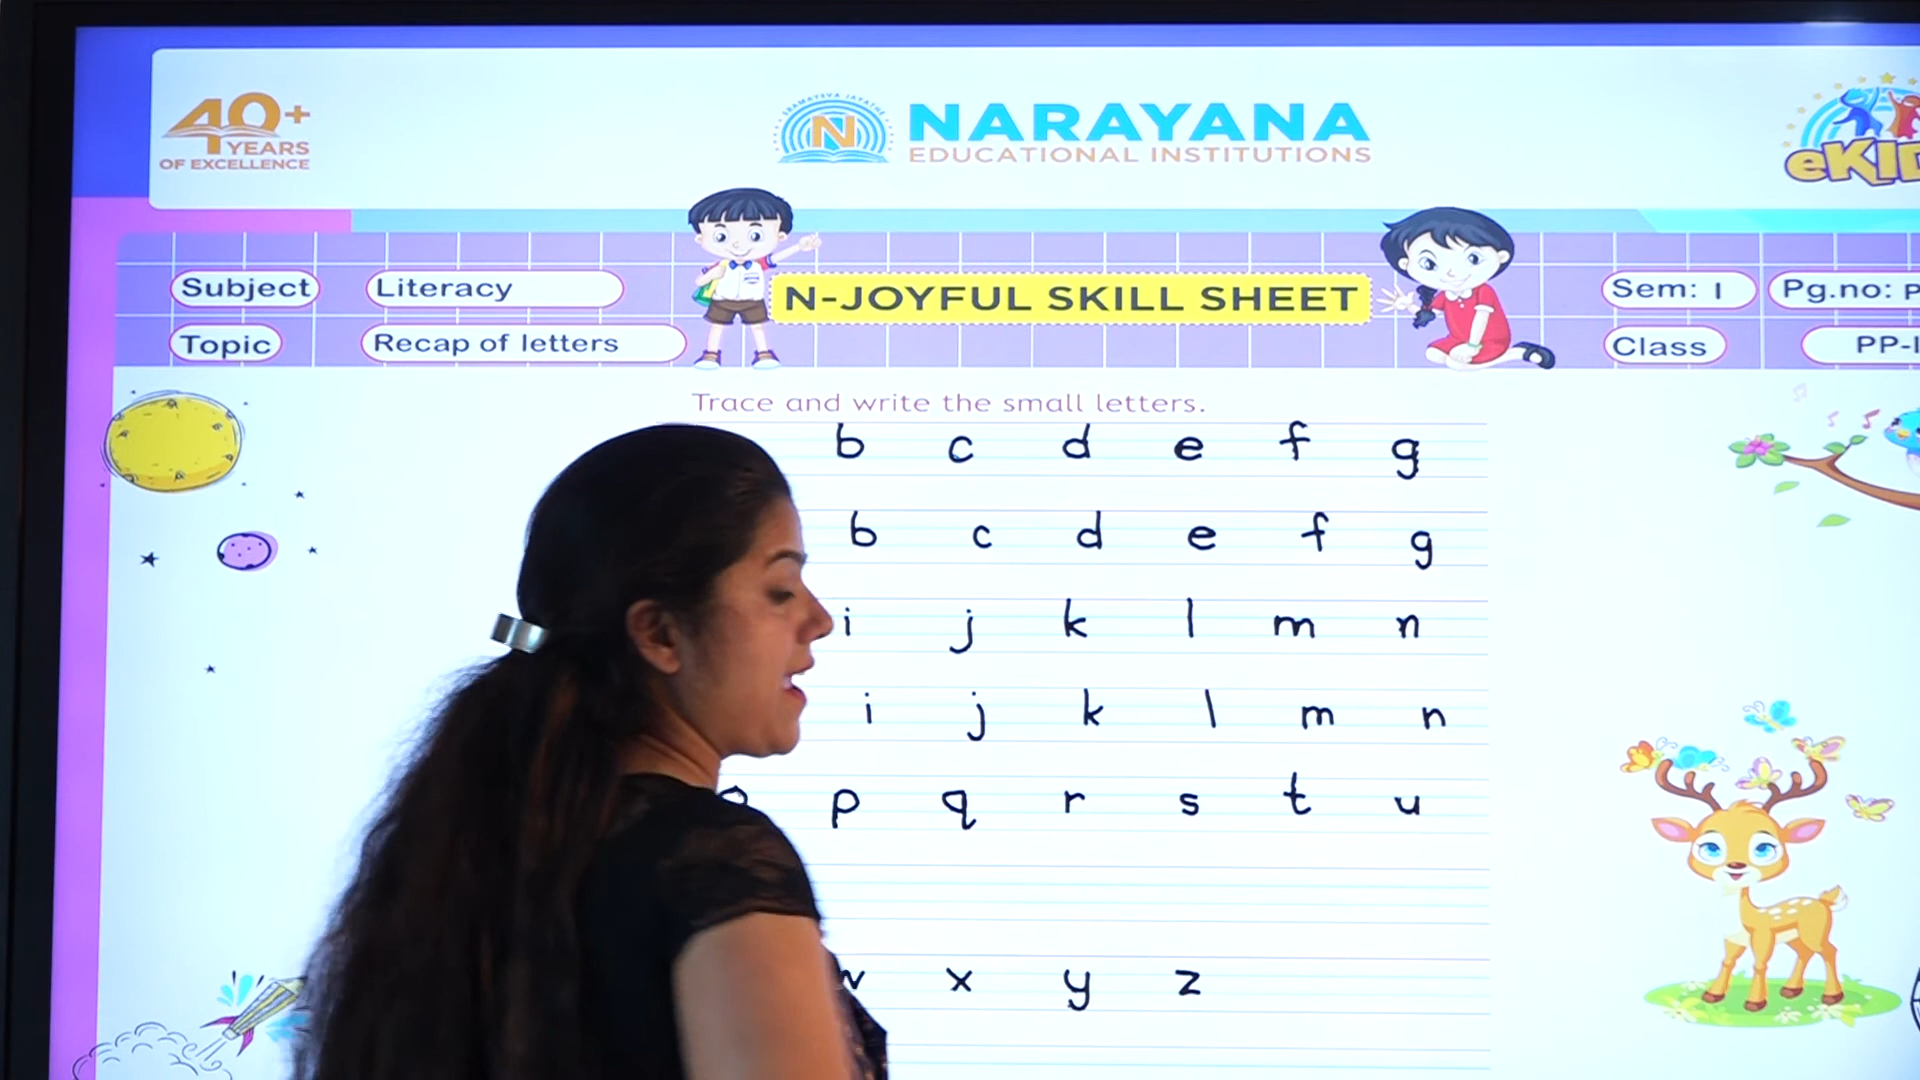 40+
YEARS
OF EXCELLENCE
N
NARAYANA
EDUCATIONAL INSTITUTIONS
Subject Literacy
N-JOYFUL SKILL SHEET
Sem: I Pg.no:
Topic Recap of letters
Class PP-I
Trace and write the small letters.
b c d e f g
b c d e f g
i j k l m n
i j k l m n
p q r s t u
x y z